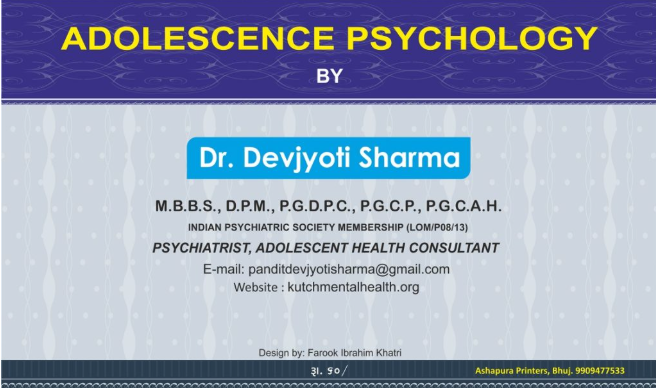 ADOLESCENCE PSYCHOLOGY
BY
Dr. Devjyoti Sharma
M.B.B.S., D.P.M., P.G.D.P.C., P.G.C.P., P.G.C.A.H.
INDIAN PSYCHIATRIC SOCIETY MEMBERSHIP (LOM/P08/13)
PSYCHIATRIST, ADOLESCENT HEALTH CONSULTANT
E-mail: panditdevjyotisharma@gmail.com
Website : kutchmentalhealth.org
Design by: Farook Ibrahim Khatri
રૂા. ૬૦/
Ashapura Printers, Bhuj. 9909477533